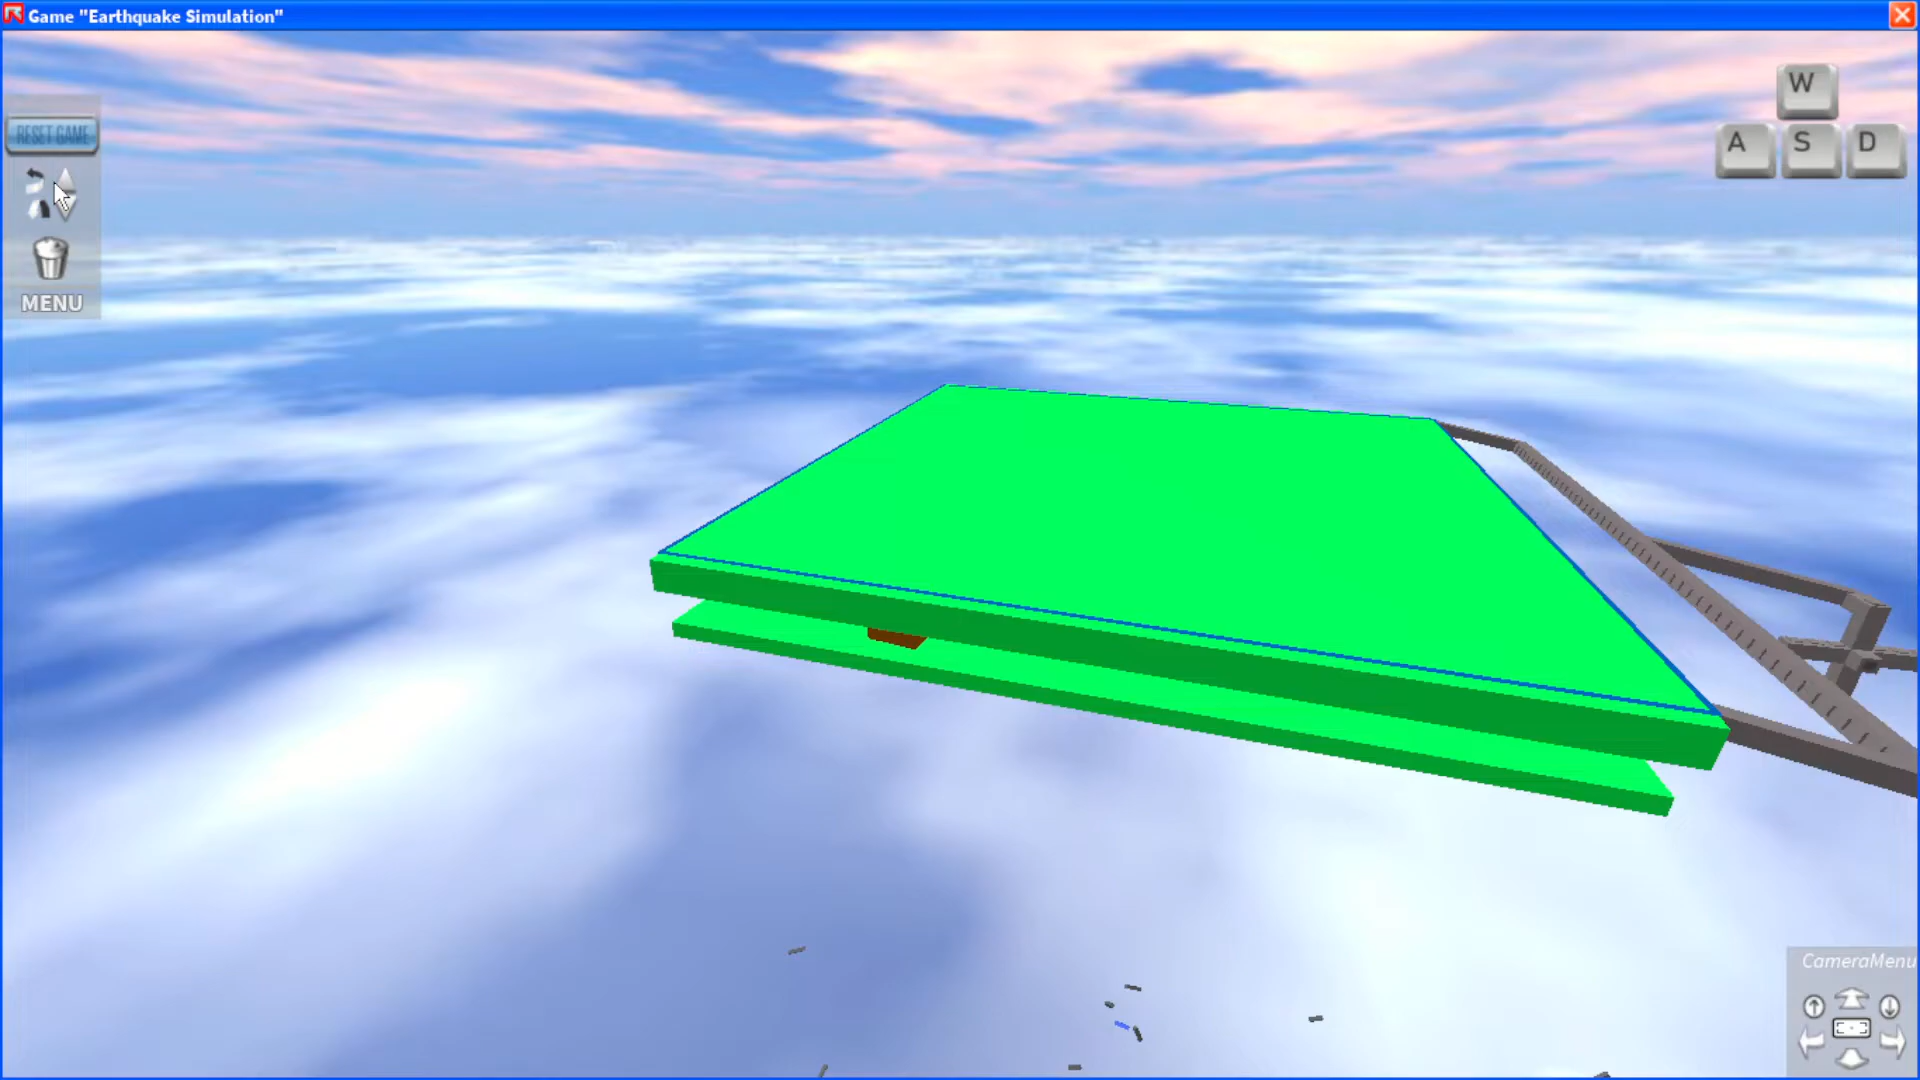 Game "Earthquake Simulation"
W
A S D
RESET GAME
MENU
CameraMenu